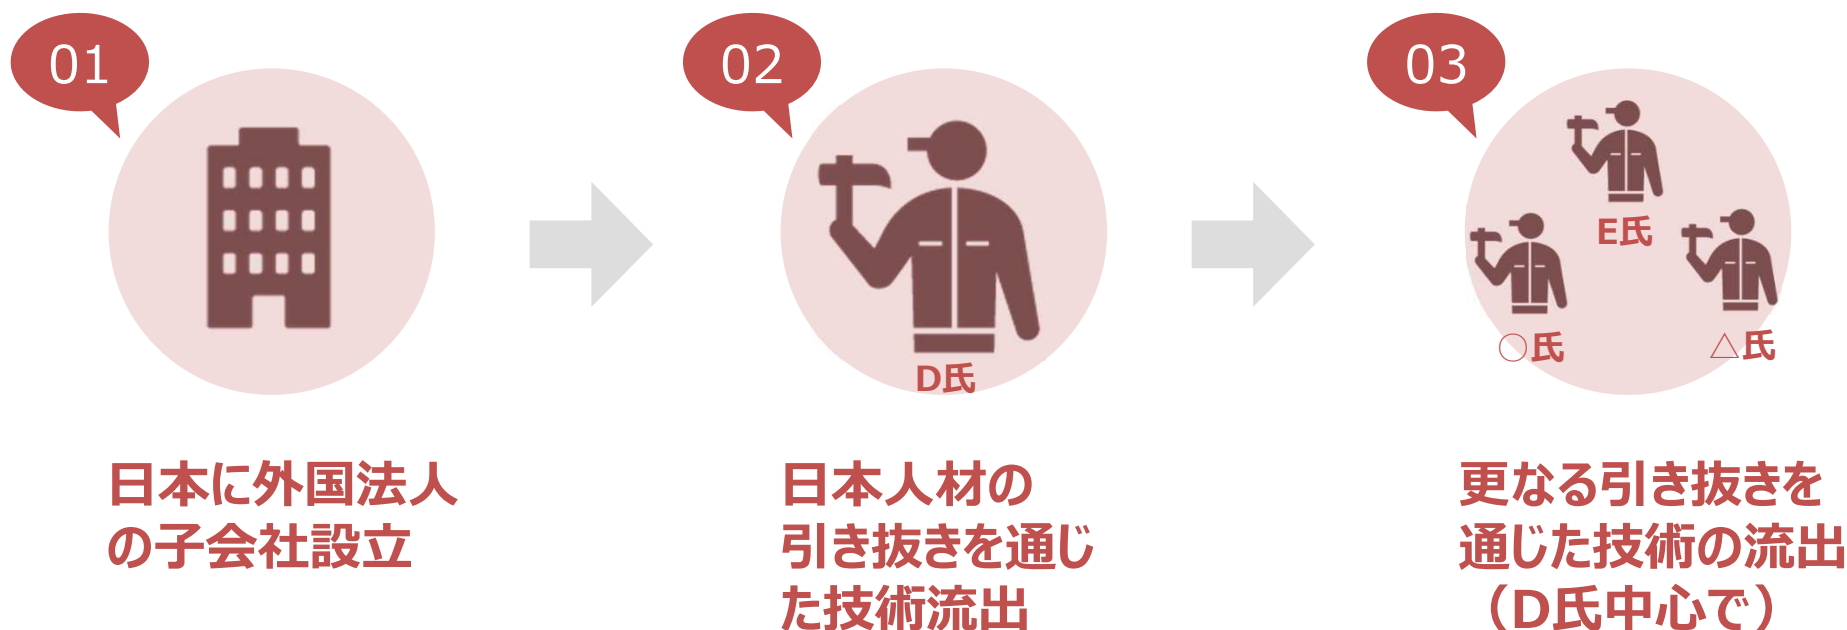 01
日本に外国法人
の子会社設立
02
D氏
日本人材の
引き抜きを通じ
た技術流出
03
E氏
○氏
△氏
更なる引き抜きを
通じた技術の流出
（D氏中心で）